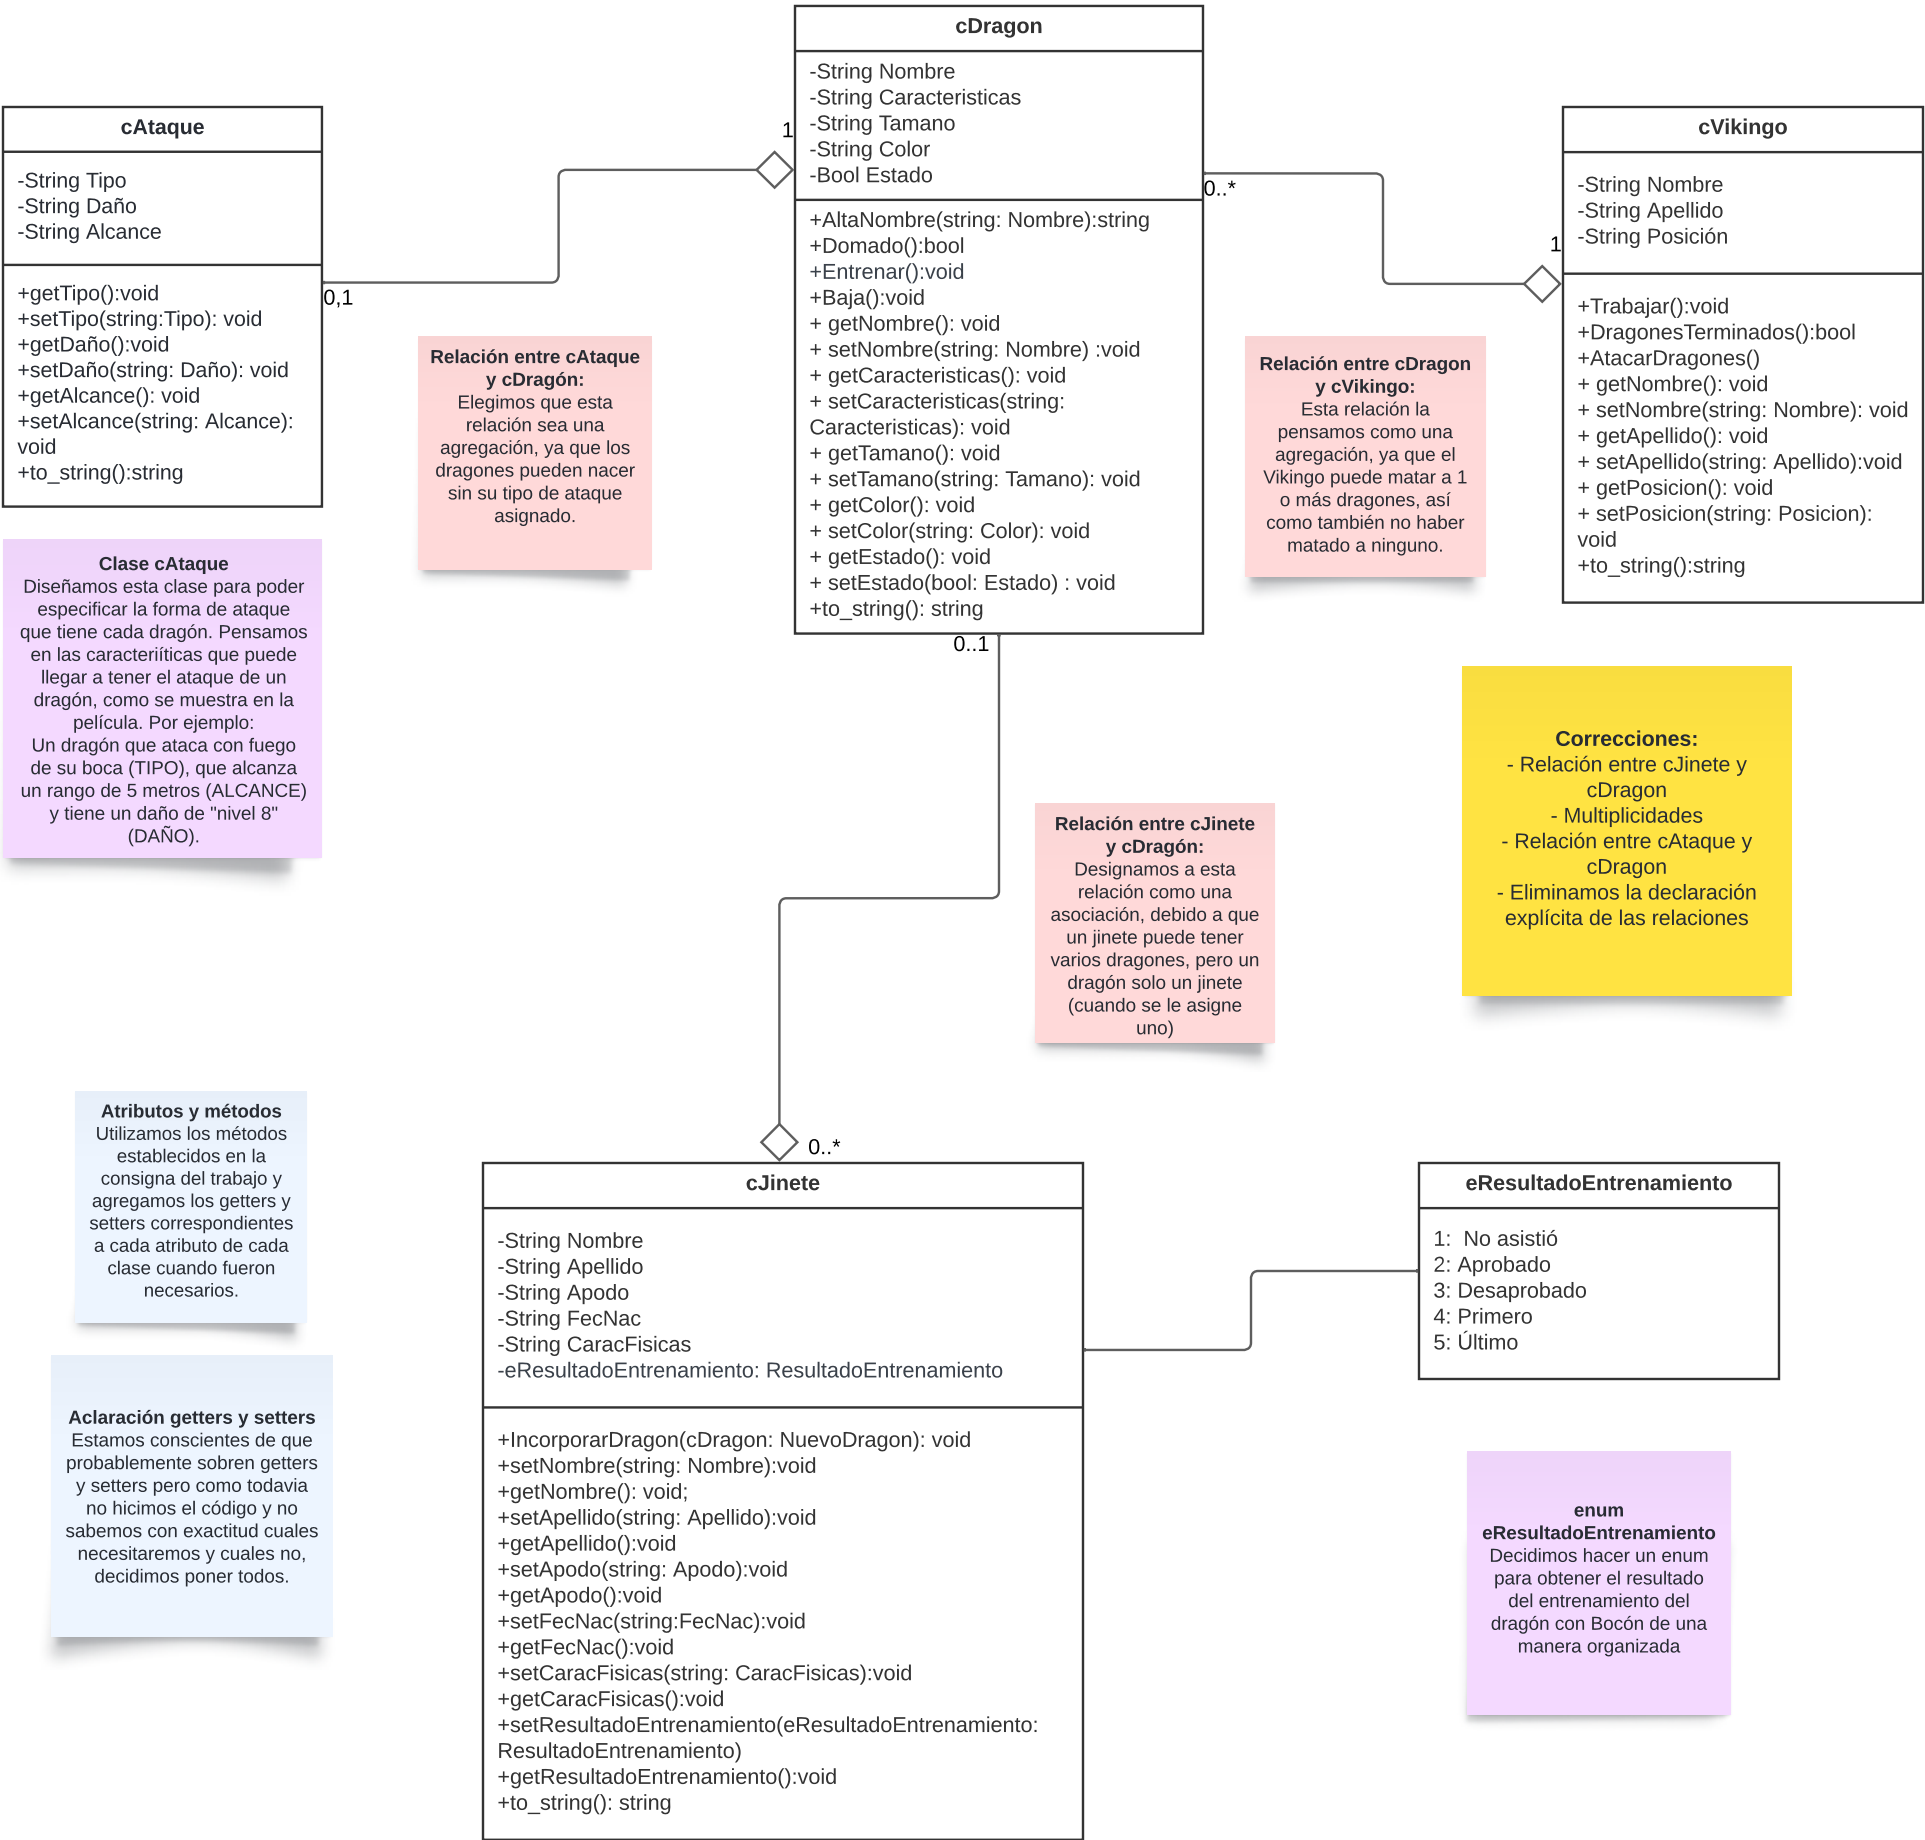 cDragon
-String Nombre
-String Caracteristicas
-String Tamano
-String Color
-Bool Estado
+AltaNombre(string: Nombre):string
+Domado():bool
+Entrenar():void
+Baja():void
+ getNombre(): void
+ setNombre(string: Nombre) :void
+ getCaracteristicas(): void
+ setCaracteristicas(string:
Caracteristicas): void
+ getTamano(): void
+ setTamano(string: Tamano): void
+ getColor(): void
+ setColor(string: Color): void
+ getEstado(): void
+ setEstado(bool: Estado) : void
+to_string(): string
cAtaque
-String Tipo
-String Daño
-String Alcance
+getTipo():void
+setTipo(string:Tipo): void
+getDaño():void
+setDaño(string: Daño): void
+getAlcance(): void
+setAlcance(string: Alcance):
void
+to_string():string
1
0,1
0..*
1
cVikingo
-String Nombre
-String Apellido
-String Posición
+Trabajar():void
+DragonesTerminados():bool
+AtacarDragones()
+ getNombre(): void
+ setNombre(string: Nombre): void
+ getApellido(): void
+ setApellido(string: Apellido):void
+ getPosicion(): void
+ setPosicion(string: Posicion):
void
+to_string():string
Relación entre cAtaque
y cDragón:
Elegimos que esta
relación sea una
agregación, ya que los
dragones pueden nacer
sin su tipo de ataque
asignado.
Relación entre cDragon
y cVikingo:
Esta relación la
pensamos como una
agregación, ya que el
Vikingo puede matar a 1
o más dragones, así
como también no haber
matado a ninguno.
Clase cAtaque
Diseñamos esta clase para poder
especificar la forma de ataque
que tiene cada dragón. Pensamos
en las caracteriíticas que puede
llegar a tener el ataque de un
dragón, como se muestra en la
película. Por ejemplo:
Un dragón que ataca con fuego
de su boca (TIPO), que alcanza
un rango de 5 metros (ALCANCE)
y tiene un daño de "nivel 8"
(DAÑO).
0..1
Correcciones:
- Relación entre cJinete y
cDragon
- Multiplicidades
- Relación entre cAtaque y
cDragon
- Eliminamos la declaración
explícita de las relaciones
Relación entre cJinete
y cDragón:
Designamos a esta
relación como una
asociación, debido a que
un jinete puede tener
varios dragones, pero un
dragón solo un jinete
(cuando se le asigne
uno)
Atributos y métodos
Utilizamos los métodos
establecidos en la
consigna del trabajo y
agregamos los getters y
setters correspondientes
a cada atributo de cada
clase cuando fueron
necesarios.
Aclaración getters y setters
Estamos conscientes de que
probablemente sobren getters
y setters pero como todavia
no hicimos el código y no
sabemos con exactitud cuales
necesitaremos y cuales no,
decidimos poner todos.
0..*
cJinete
-String Nombre
-String Apellido
-String Apodo
-String FecNac
-String CaracFisicas
-eResultadoEntrenamiento: ResultadoEntrenamiento
+IncorporarDragon(cDragon: NuevoDragon): void
+setNombre(string: Nombre):void
+getNombre(): void;
+setApellido(string: Apellido):void
+getApellido():void
+setApodo(string: Apodo):void
+getApodo():void
+setFecNac(string:FecNac):void
+getFecNac():void
+setCaracFisicas(string: CaracFisicas):void
+getCaracFisicas():void
+setResultadoEntrenamiento(eResultadoEntrenamiento:
ResultadoEntrenamiento)
+getResultadoEntrenamiento():void
+to_string(): string
eResultadoEntrenamiento
1:  No asistió
2: Aprobado
3: Desaprobado
4: Primero
5: Último
enum
eResultadoEntrenamiento
Decidimos hacer un enum
para obtener el resultado
del entrenamiento del
dragón con Bocón de una
manera organizada